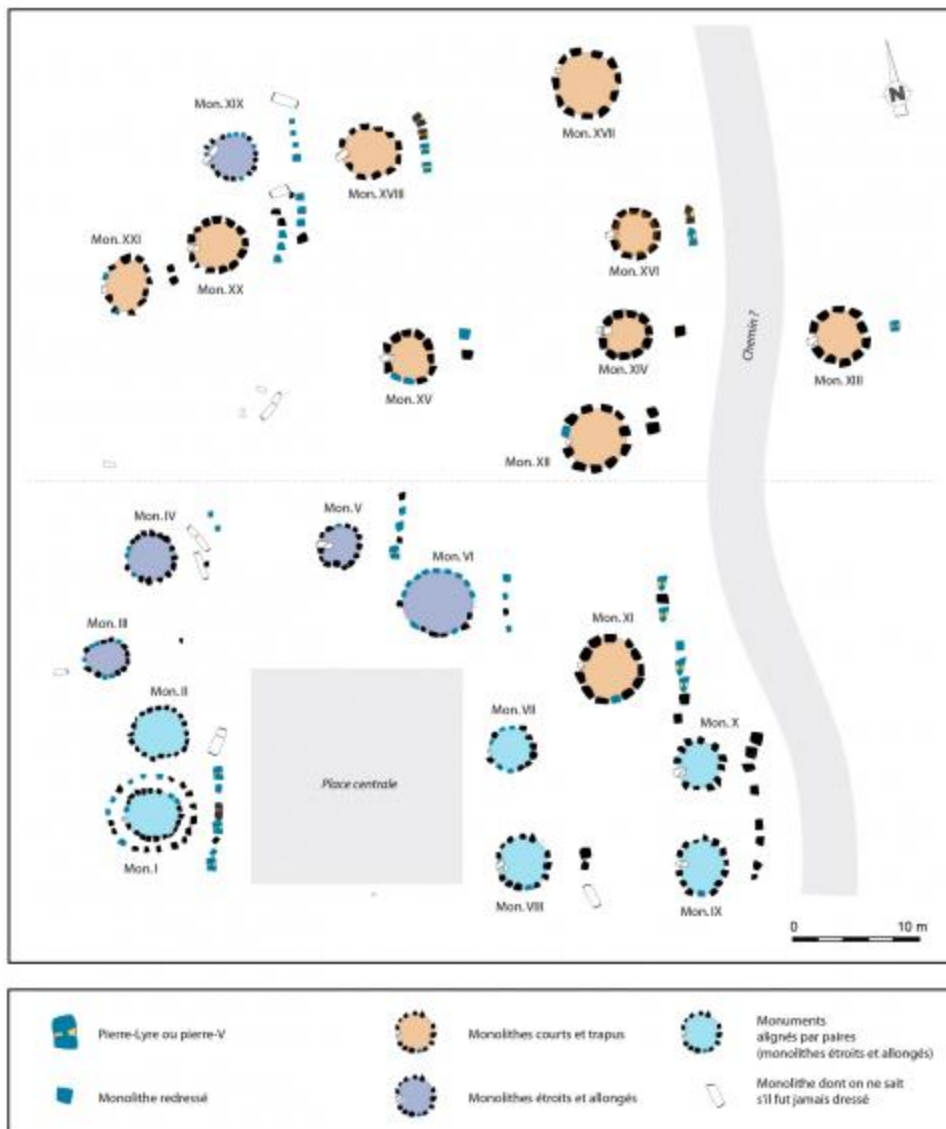 Mon. XIX
Mon. XVII
N
Mon. XVIII
Mon. XXI
Mon. XVI
Mon. XX
Chemin ?
Mon. XIV
Mon. XIII
Mon. XV
Mon. XII
Mon. IV
Mon. V
Mon. VI
Mon. XI
Mon. III
Mon. II
Mon. VII
Mon. X
Place centrale
Mon. I
Mon. VIII
Mon. IX
0 10 m
Pierre-Lyre ou pierre-V
Monolithes courts et trapus
Monuments
alignés par paires
(monolithes étroits et allongés)
Monolithe redressé
Monolithes étroits et allongés
Monolithe dont on ne sait
s'il fut jamais dressé